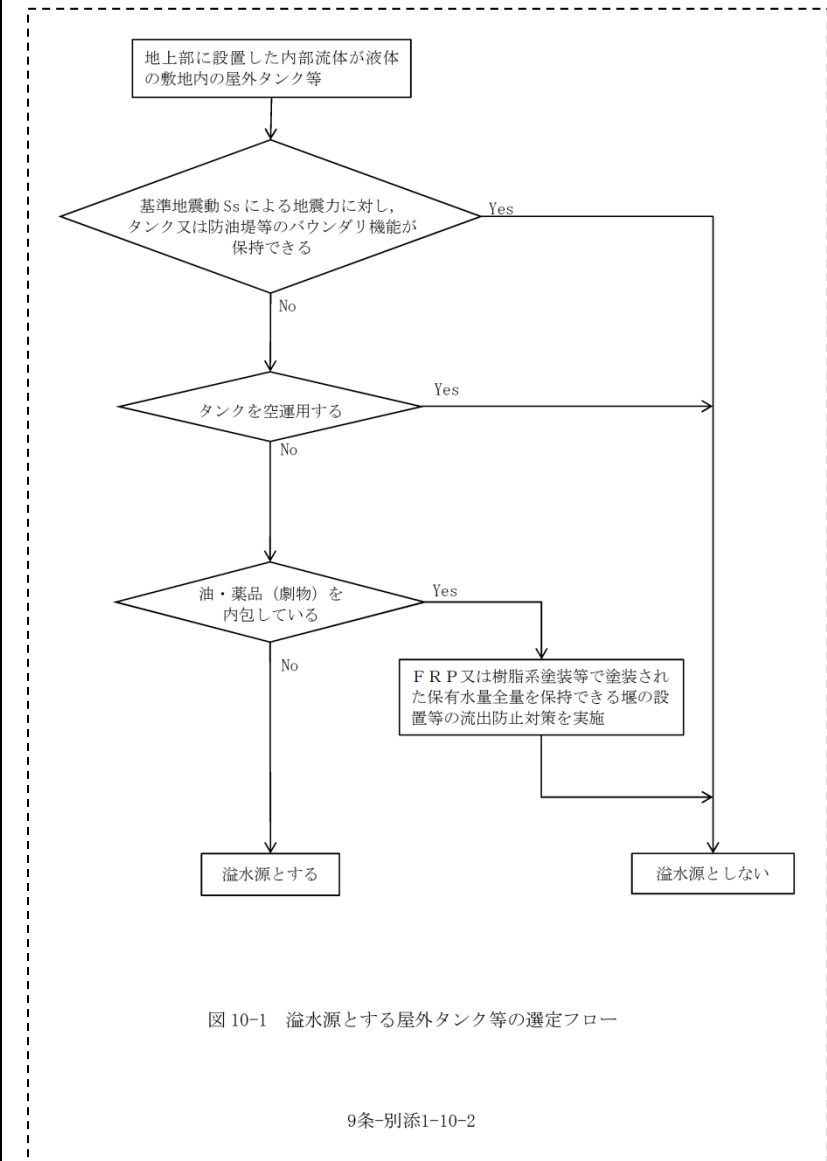 地上部に設置した内部流体が液体
の敷地内の屋外タンク等
基準地震動 Ss による地震力に対し，
タンク又は防油堤等のバウンダリ機能が
保持できる
Yes
No
タンクを空運用する
Yes
No
油・薬品（劇物）を
内包している
Yes
No
ＦＲＰ又は樹脂系塗装等で塗装され
た保有水量全量を保持できる堰の設
置等の流出防止対策を実施
溢水源とする
溢水源としない
図 10-1　溢水源とする屋外タンク等の選定フロー
9条-別添1-10-2